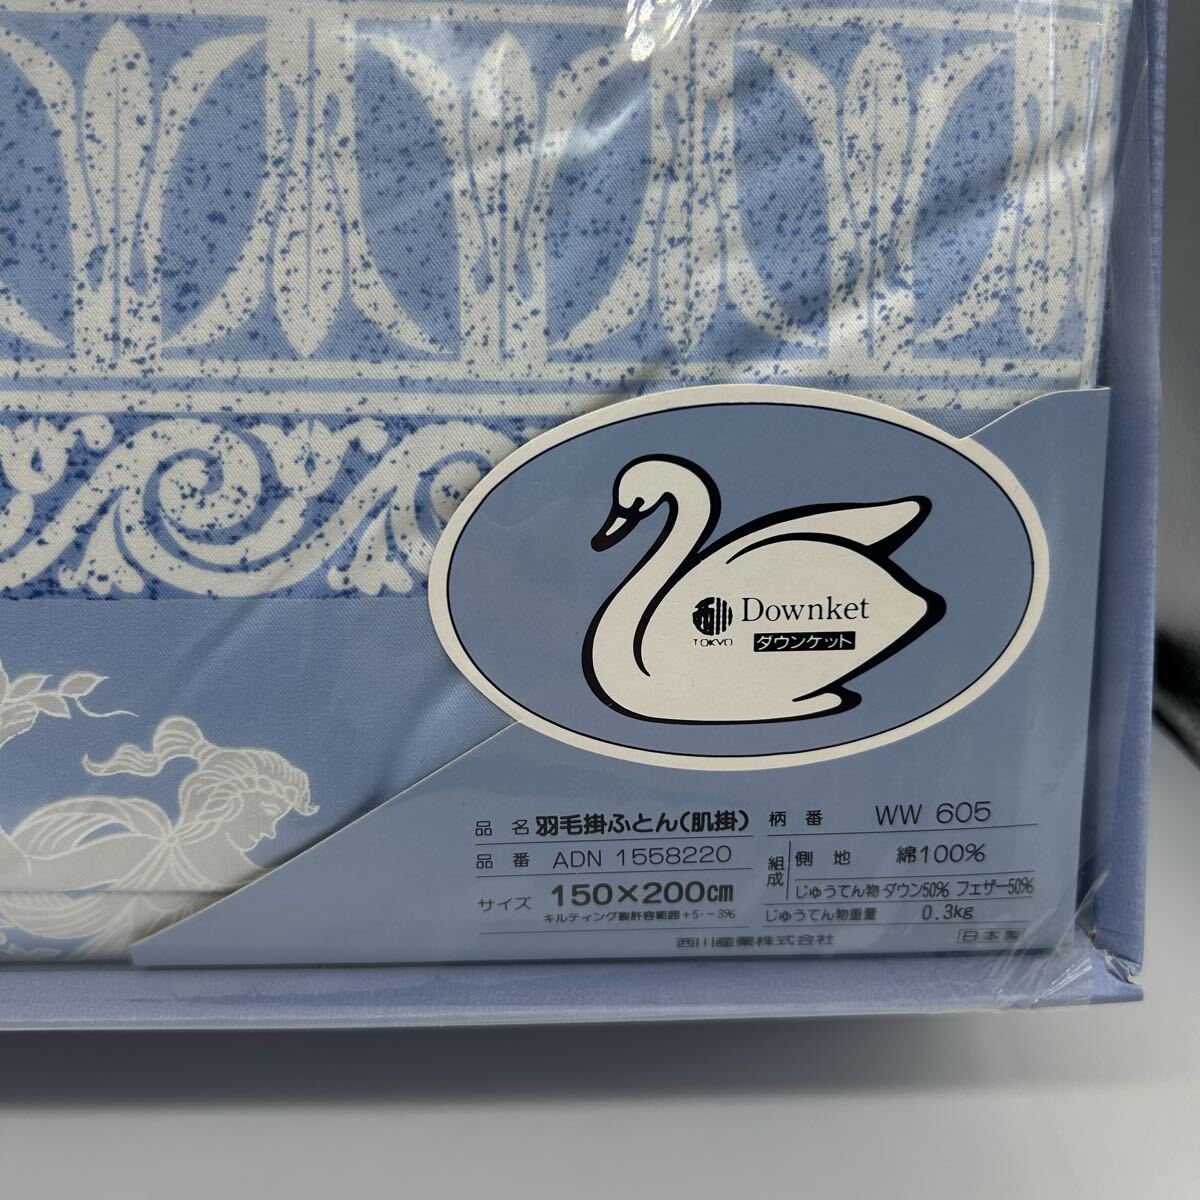 西川
TOKYO
Downket
ダウンケット
品名 羽毛掛ふとん(肌掛)
品番 ADN 1558220
サイズ 150×200cm
キルティング製許容範囲+5・-3%
柄番 WW 605
組成 側地 綿100%
じゅうてん物 ダウン50% フェザー50%
じゅうてん物重量 0.3kg
西川産業株式会社 日本製